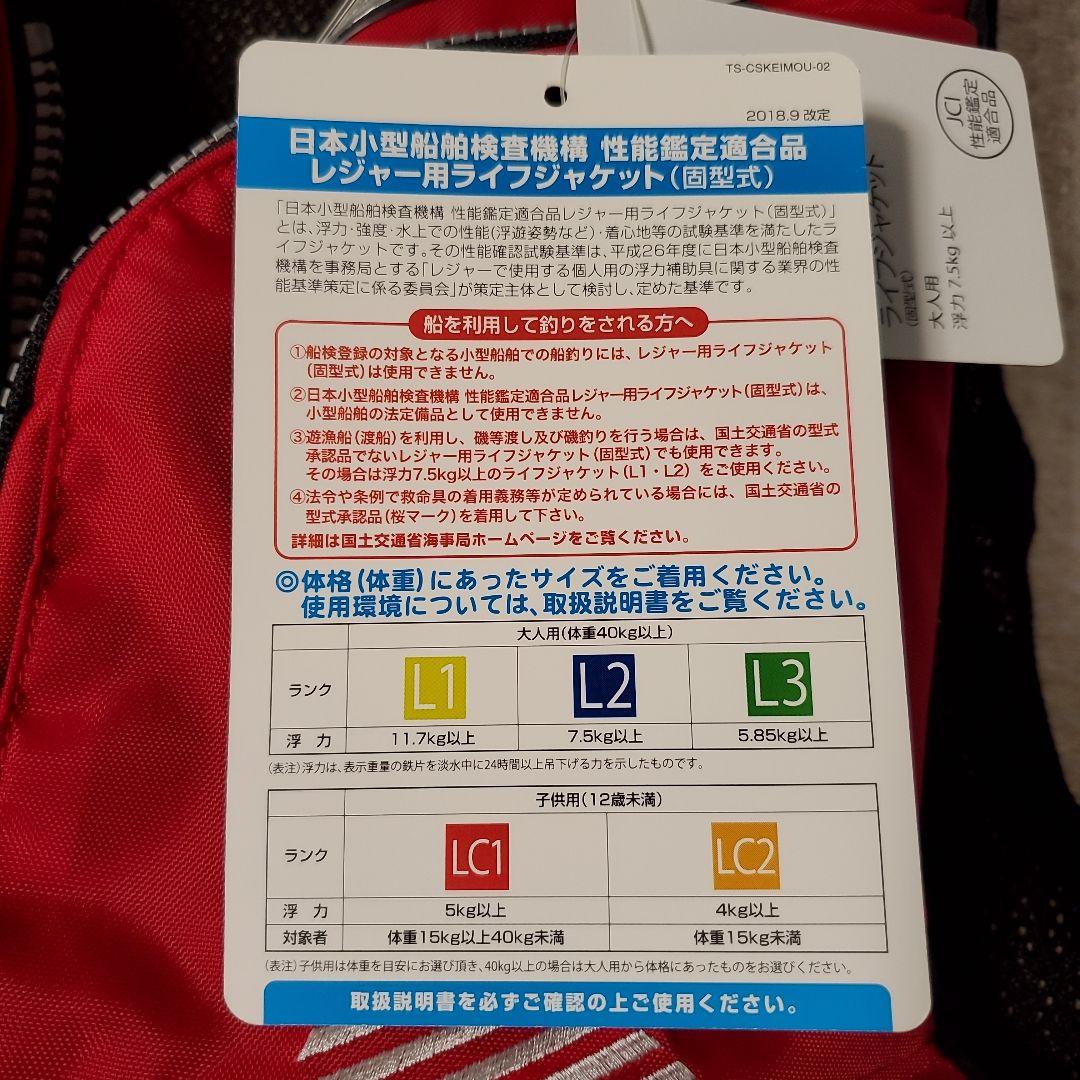 TS-CSKEIMOU-02
2018.9 改定
日本小型船舶検査機構 性能鑑定適合品
レジャー用ライフジャケット(固型式)
「日本小型船舶検査機構 性能鑑定適合品レジャー用ライフジャケット(固型式)」
とは、浮力・強度・水上での性能(浮遊姿勢など)・着心地等の試験基準を満たしたラ
イフジャケットです。その性能確認試験基準は、平成26年度に日本小型船舶検査
機構を事務局とする「レジャーで使用する個人用の浮力補助具に関する業界の性
能基準策定に係る委員会」が策定主体として検討し、定めた基準です。
船を利用して釣りをされる方へ
①船検登録の対象となる小型船舶での船釣りには、レジャー用ライフジャケット
(固型式)は使用できません。
②日本小型船舶検査機構 性能鑑定適合品レジャー用ライフジャケット(固型式)は、
小型船舶の法定備品として使用できません。
③遊漁船(渡船)を利用し、磯等渡し及び磯釣りを行う場合は、国土交通省の型式
承認品でないレジャー用ライフジャケット(固型式)でも使用できます。
その場合は浮力7.5kg以上のライフジャケット(L1・L2) をご使用ください。
④法令や条例で救命具の着用義務等が定められている場合には、国土交通省の
型式承認品(桜マーク)を着用して下さい。
詳細は国土交通省海事局ホームページをご覧ください。
◎体格(体重)にあったサイズをご着用ください。
使用環境については、取扱説明書をご覧ください。
大人用(体重40kg以上)
ランク L1 L2 L3
浮 力 11.7kg以上 7.5kg以上 5.85kg以上
(表注)浮力は、表示重量の鉄片を淡水中に24時間以上吊下げる力を示したものです。
子供用(12歳未満)
ランク LC1 LC2
浮 力 5kg以上 4kg以上
対象者 体重15kg以上40kg未満 体重15kg未満
(表注)子供用は体重を目安にお選び頂き、40kg以上の場合は大人用から体格にあったものをお選びください。
取扱説明書を必ずご確認の上ご使用ください。
JCI
性能鑑定
適合品
ライフジャケット
(固型式)
大人用
浮力 7.5kg 以上